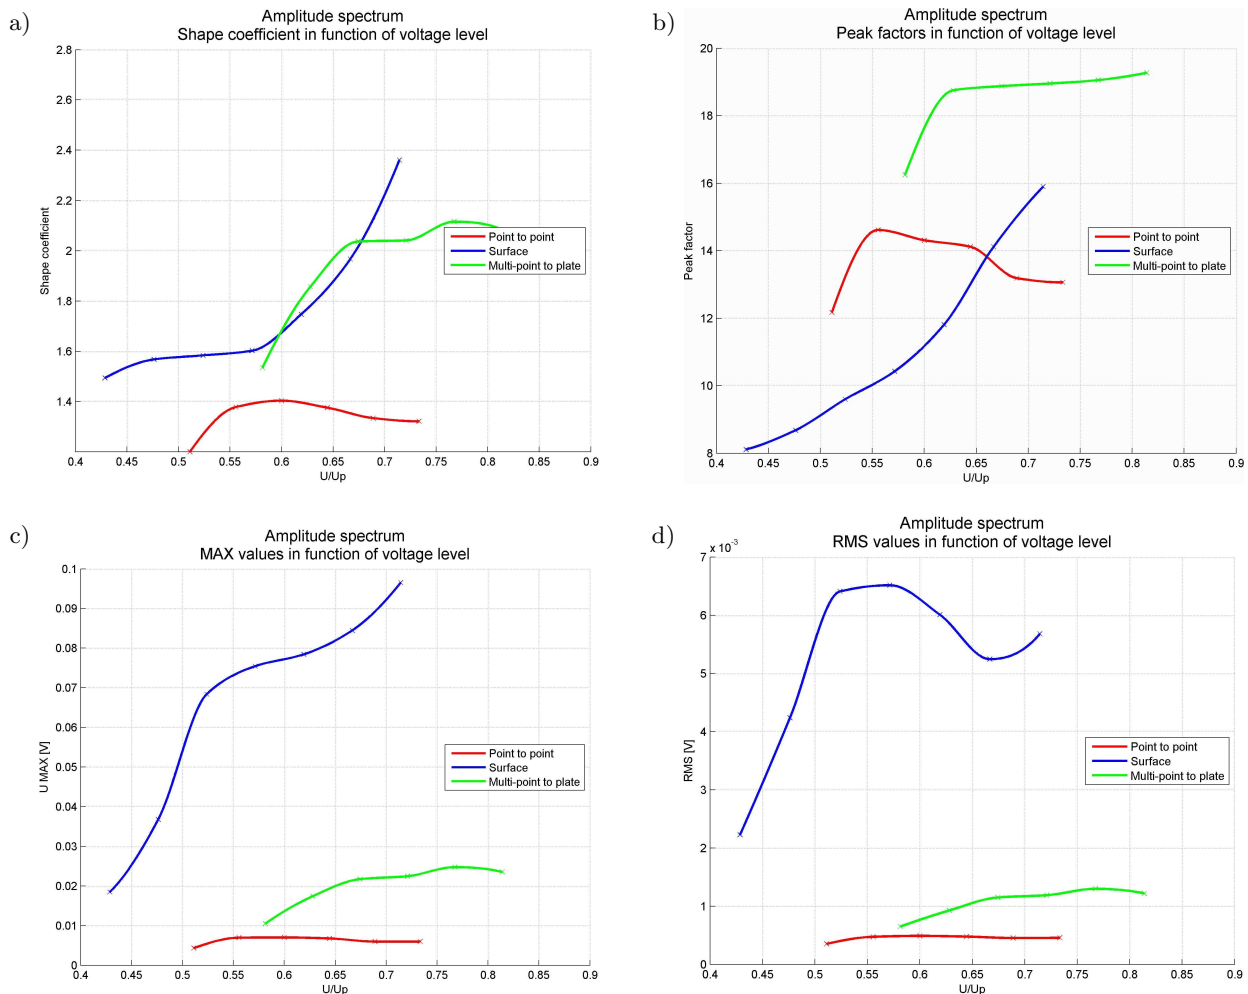 a)
Amplitude spectrum
Shape coefficient in function of voltage level
2.8
2.6
2.4
2.2
2
1.8
1.6
1.4
Shape coefficient
0.4 0.45 0.5 0.55 0.6 0.65 0.7 0.75 0.8 0.85 0.9
U/Up
Point to point
Surface
Multi-point to plate
b)
Amplitude spectrum
Peak factors in function of voltage level
20
18
16
14
12
10
8
Peak factor
0.4 0.45 0.5 0.55 0.6 0.65 0.7 0.75 0.8 0.85 0.9
U/Up
Point to point
Surface
Multi-point to plate
c)
Amplitude spectrum
MAX values in function of voltage level
0.1
0.09
0.08
0.07
0.06
0.05
0.04
0.03
0.02
0.01
0
U MAX [V]
0.4 0.45 0.5 0.55 0.6 0.65 0.7 0.75 0.8 0.85 0.9
U/Up
Point to point
Surface
Multi-point to plate
d)
Amplitude spectrum
RMS values in function of voltage level
7 x 10^-3
6
5
4
3
2
1
0
RMS [V]
0.4 0.45 0.5 0.55 0.6 0.65 0.7 0.75 0.8 0.85 0.9
U/Up
Point to point
Surface
Multi-point to plate